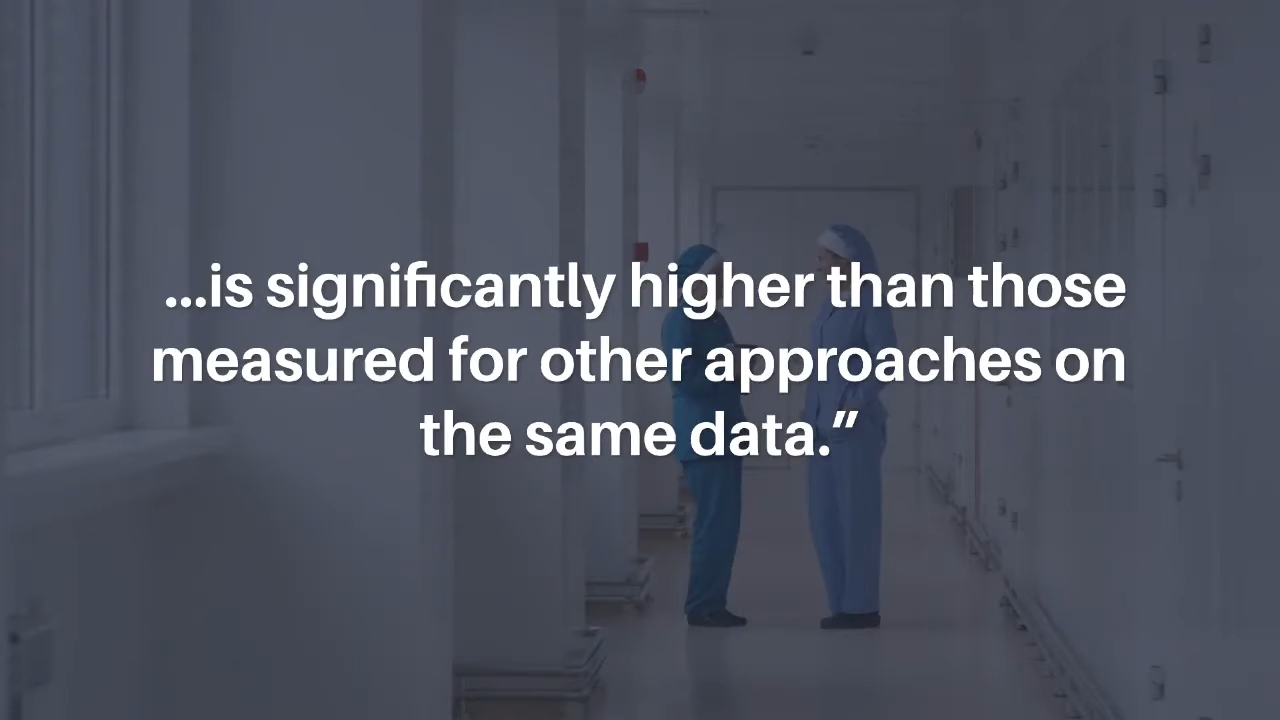 ...is significantly higher than those
measured for other approaches on
the same data.”